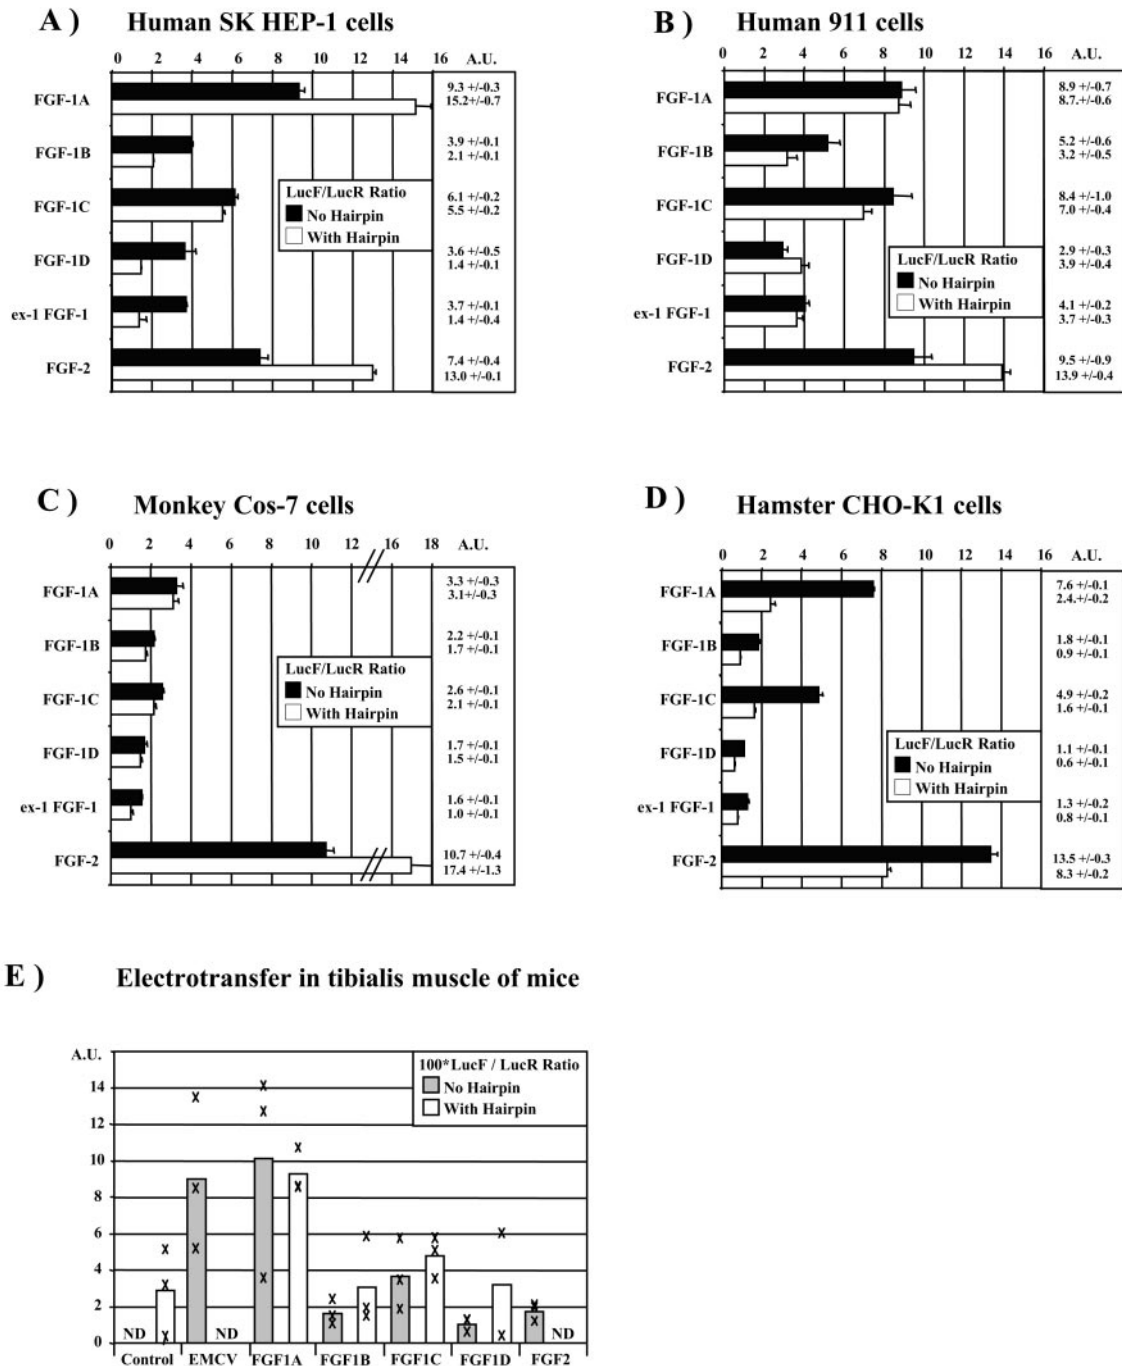 A )
Human SK HEP-1 cells
0 2 4 6 8 10 12 14 16 A.U.
FGF-1A
9.3 +/-0.3
15.2+/-0.7
FGF-1B
3.9 +/-0.1
2.1 +/-0.1
FGF-1C
6.1 +/-0.2
5.5 +/-0.2
FGF-1D
3.6 +/-0.5
1.4 +/-0.1
ex-1 FGF-1
3.7 +/-0.1
1.4 +/-0.4
FGF-2
7.4 +/-0.4
13.0 +/-0.1
LucF/LucR Ratio
No Hairpin
With Hairpin
B )
Human 911 cells
0 2 4 6 8 10 12 14 16
A.U.
FGF-1A
8.9 +/-0.7
8.7.+/-0.6
FGF-1B
5.2 +/-0.6
3.2 +/-0.5
FGF-1C
8.4 +/-1.0
7.0 +/-0.4
FGF-1D
2.9 +/-0.3
3.9 +/-0.4
ex-1 FGF-1
4.1 +/-0.2
3.7 +/-0.3
FGF-2
9.5 +/-0.9
13.9 +/-0.4
LucF/LucR Ratio
No Hairpin
With Hairpin
C )
Monkey Cos-7 cells
0 2 4 6 8 10 12 16 18 A.U.
FGF-1A
3.3 +/-0.3
3.1+/-0.3
FGF-1B
2.2 +/-0.1
1.7 +/-0.1
FGF-1C
2.6 +/-0.1
2.1 +/-0.1
FGF-1D
1.7 +/-0.1
1.5 +/-0.1
ex-1 FGF-1
1.6 +/-0.1
1.0 +/-0.1
FGF-2
10.7 +/-0.4
17.4 +/-1.3
LucF/LucR Ratio
No Hairpin
With Hairpin
D )
Hamster CHO-K1 cells
0 2 4 6 8 10 12 14 16 A.U.
FGF-1A
7.6 +/-0.1
2.4.+/-0.2
FGF-1B
1.8 +/-0.1
0.9 +/-0.1
FGF-1C
4.9 +/-0.2
1.6 +/-0.1
FGF-1D
1.1 +/-0.1
0.6 +/-0.1
ex-1 FGF-1
1.3 +/-0.2
0.8 +/-0.1
FGF-2
13.5 +/-0.3
8.3 +/-0.2
LucF/LucR Ratio
No Hairpin
With Hairpin
E )
Electrotransfer in tibialis muscle of mice
A.U.
100*LucF / LucR Ratio
No Hairpin
With Hairpin
14
12
10
8
6
4
2
0
ND
ND
ND
Control EMCV FGF1A FGF1B FGF1C FGF1D FGF2